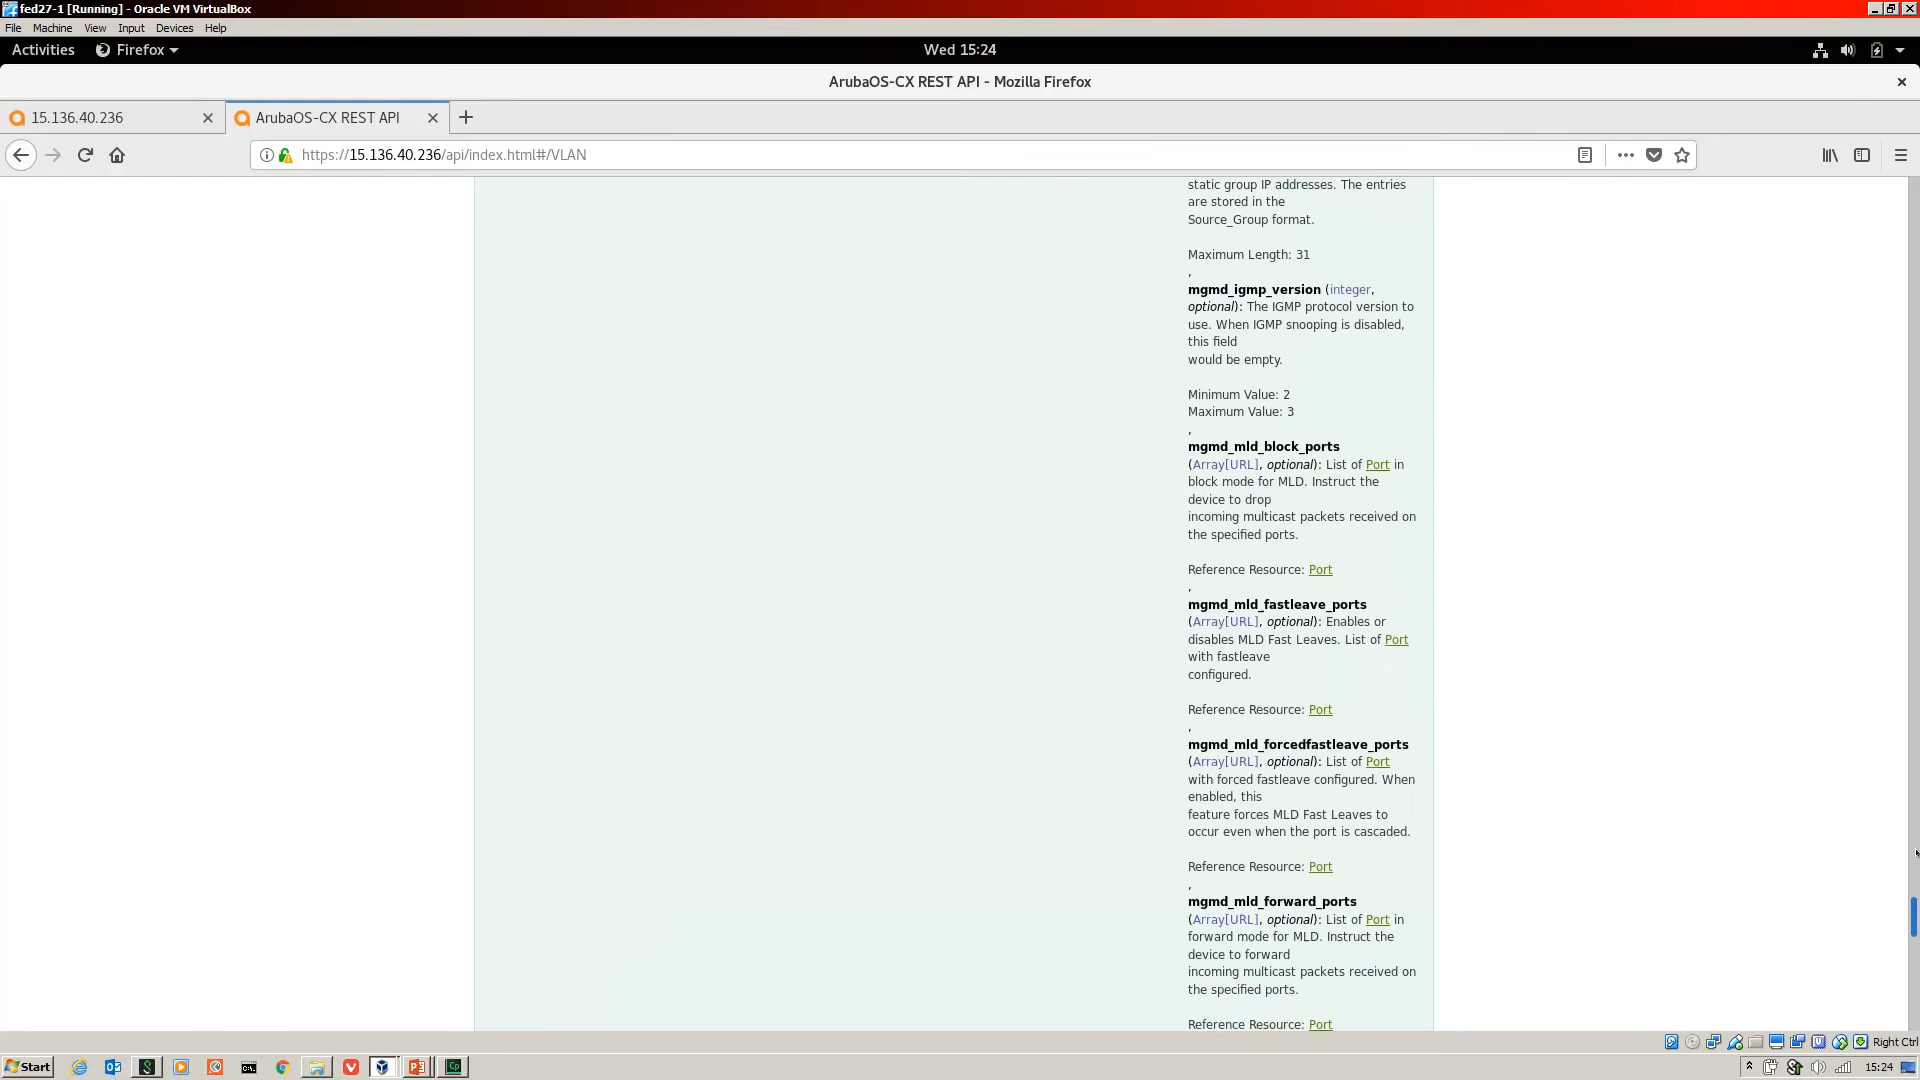 fed27-1 [Running] - Oracle VM VirtualBox
File Machine View Input Devices Help
Activities Firefox Wed 15:24
ArubaOS-CX REST API - Mozilla Firefox
15.136.40.236 ArubaOS-CX REST API
https://15.136.40.236/api/index.html#/VLAN
static group IP addresses. The entries
are stored in the
Source_Group format.
Maximum Length: 31
,
mgmd_igmp_version (integer,
optional): The IGMP protocol version to
use. When IGMP snooping is disabled,
this field
would be empty.
Minimum Value: 2
Maximum Value: 3
,
mgmd_mld_block_ports
(Array[URL], optional): List of Port in
block mode for MLD. Instruct the
device to drop
incoming multicast packets received on
the specified ports.
Reference Resource: Port
,
mgmd_mld_fastleave_ports
(Array[URL], optional): Enables or
disables MLD Fast Leaves. List of Port
with fastleave
configured.
Reference Resource: Port
,
mgmd_mld_forcedfastleave_ports
(Array[URL], optional): List of Port
with forced fastleave configured. When
enabled, this
feature forces MLD Fast Leaves to
occur even when the port is cascaded.
Reference Resource: Port
,
mgmd_mld_forward_ports
(Array[URL], optional): List of Port in
forward mode for MLD. Instruct the
device to forward
incoming multicast packets received on
the specified ports.
Reference Resource: Port
Right Ctrl
Start 15:24